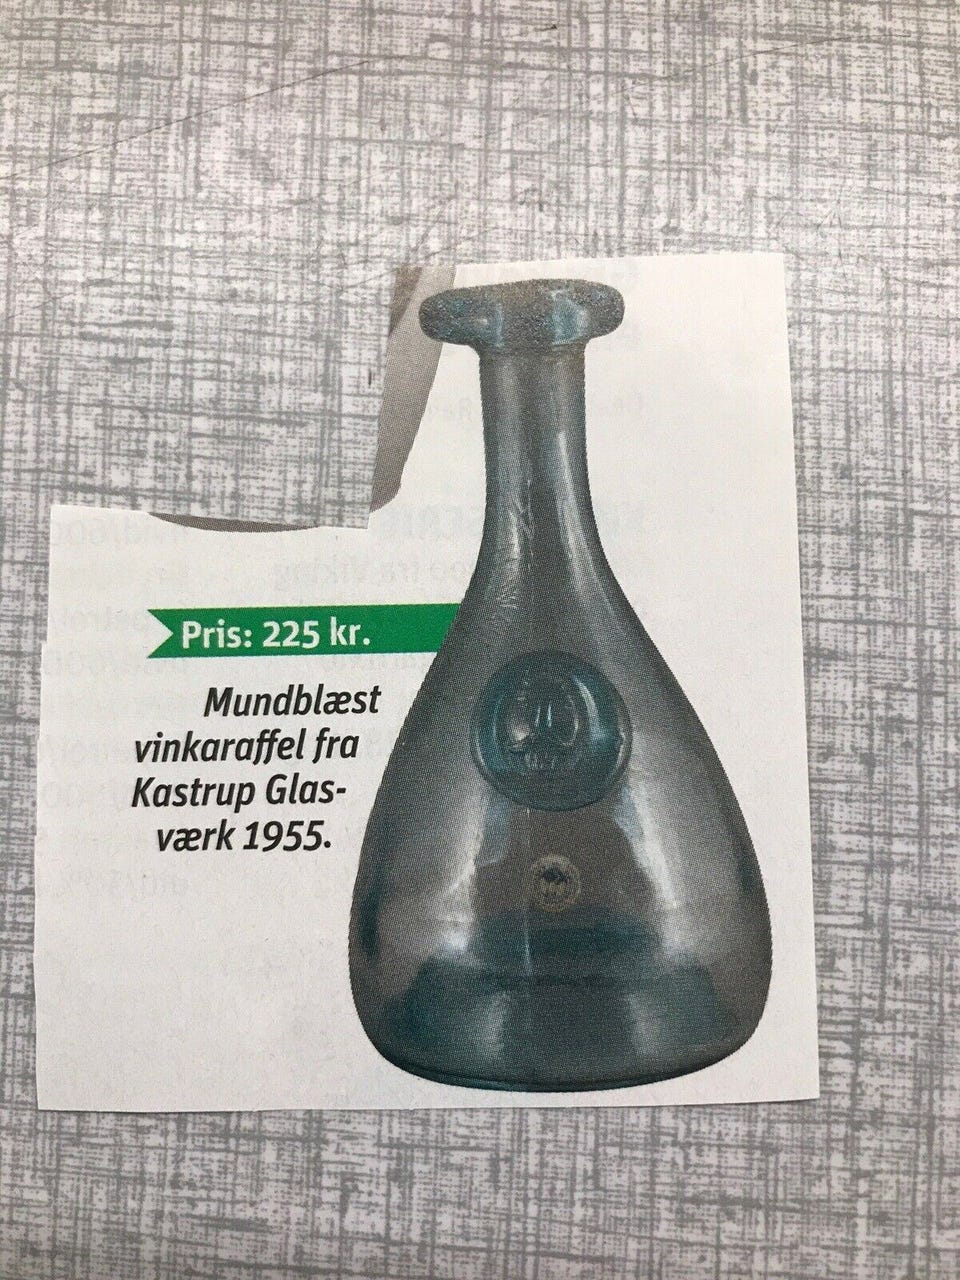 Pris: 225 kr.
Mundblæst
vinkaraffel fra
Kastrup Glas-
værk 1955.